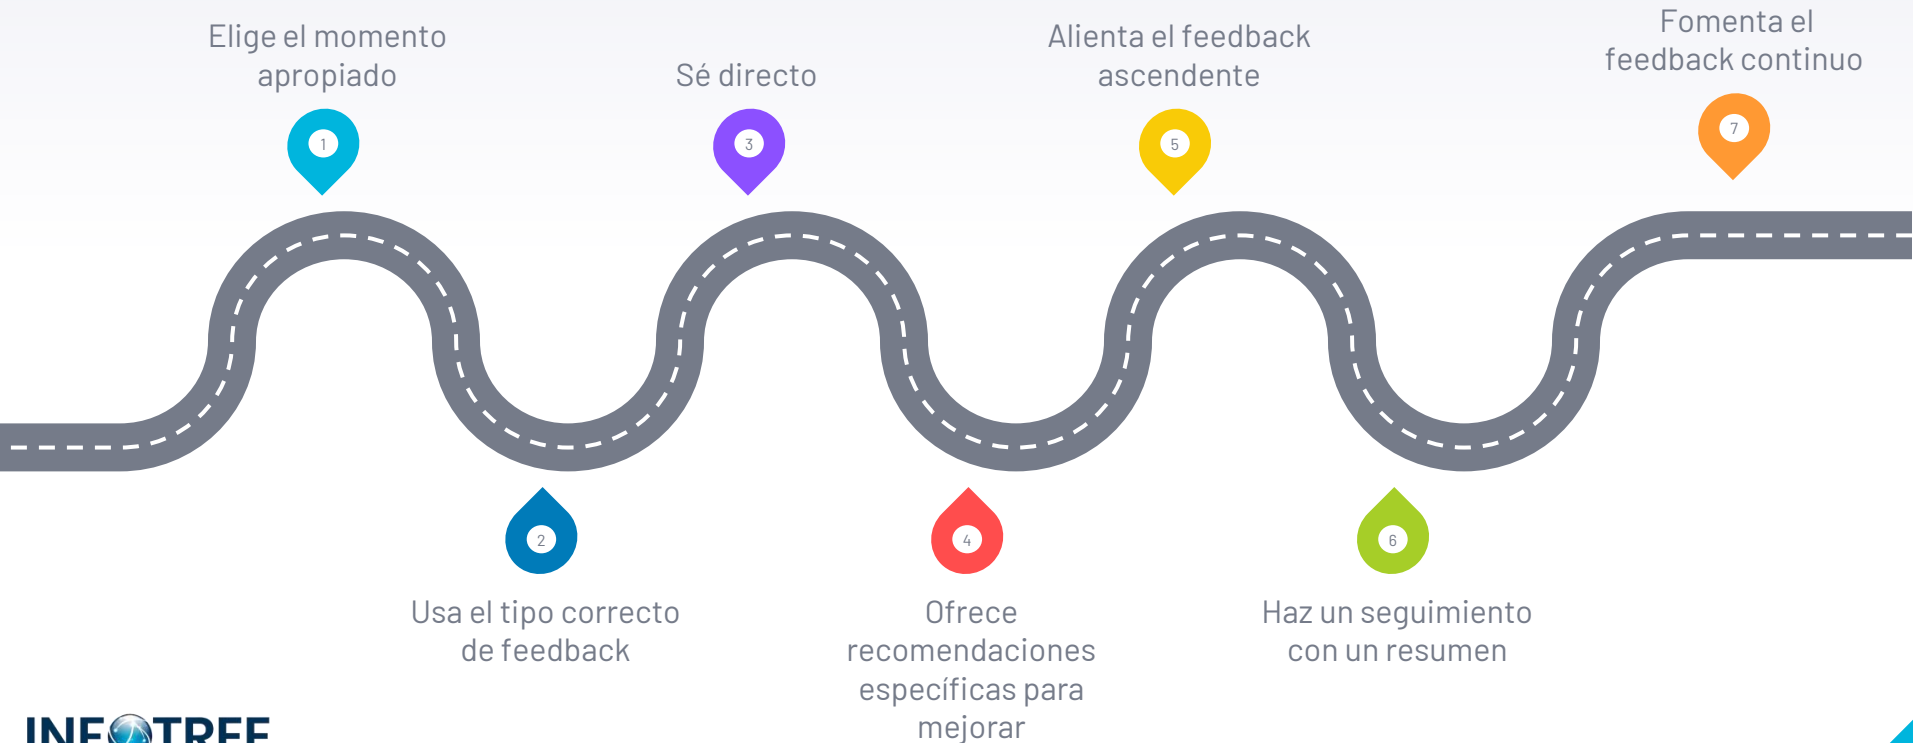 Elige el momento
apropiado
1
Usa el tipo correcto
de feedback
2
Sé directo
3
Ofrece
recomendaciones
específicas para
mejorar
4
Alienta el feedback
ascendente
5
Haz un seguimiento
con un resumen
6
Fomenta el
feedback continuo
7
INFOTREE